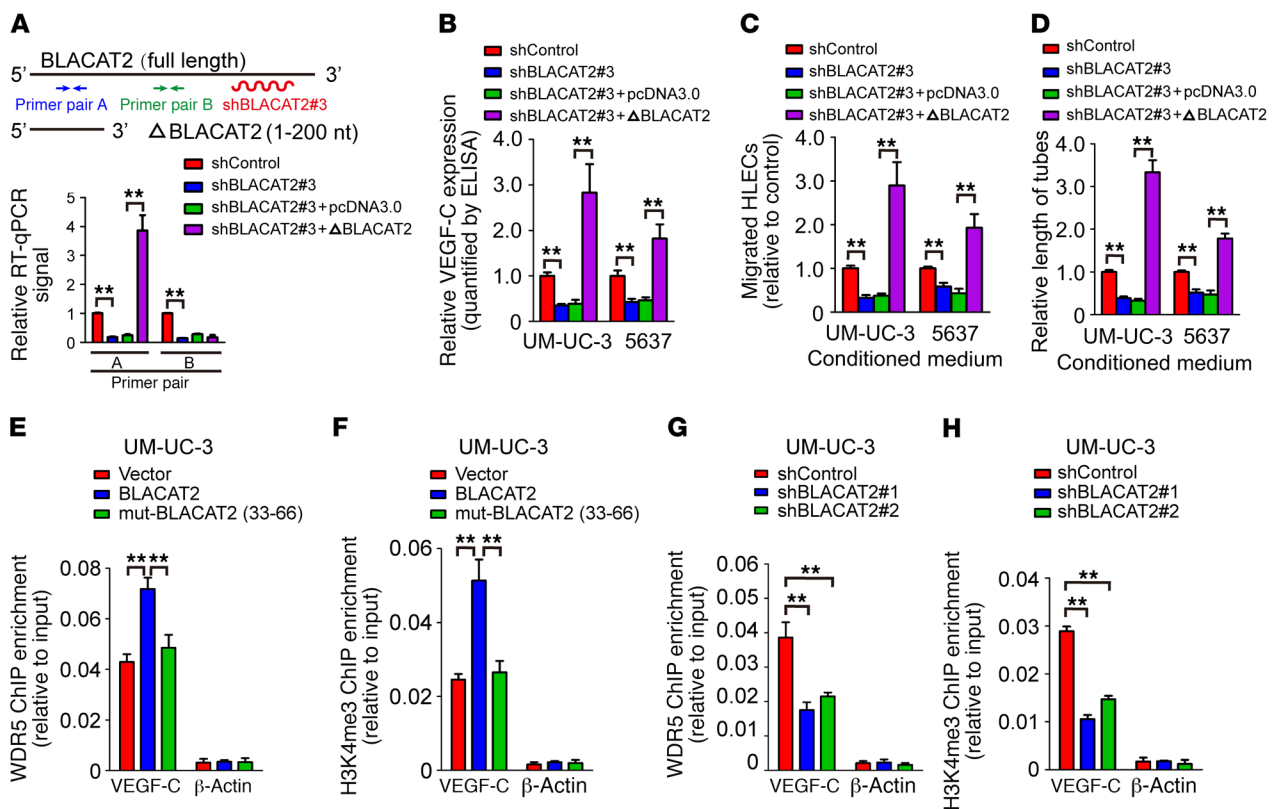 A
BLACAT2 (full length)
5’ 3’
Primer pair A Primer pair B shBLACAT2#3
5’ 3’ △BLACAT2 (1-200 nt)
shControl
shBLACAT2#3
shBLACAT2#3+pcDNA3.0
shBLACAT2#3+△BLACAT2
Relative RT-qPCR
signal
5
4
3
2
1
0
** ** **
A B
Primer pair
B
shControl
shBLACAT2#3
shBLACAT2#3+pcDNA3.0
shBLACAT2#3+△BLACAT2
Relative VEGF-C expression
(quantified by ELISA)
4.0
3.0
2.0
1.0
0
** ** ** **
UM-UC-3 5637
C
shControl
shBLACAT2#3
shBLACAT2#3+pcDNA3.0
shBLACAT2#3+△BLACAT2
Migrated HLECs
(relative to control)
4.0
3.0
2.0
1.0
0
** ** ** **
UM-UC-3 5637
Conditioned medium
D
shControl
shBLACAT2#3
shBLACAT2#3+pcDNA3.0
shBLACAT2#3+△BLACAT2
Relative length of tubes
4.0
3.0
2.0
1.0
0
** ** ** **
UM-UC-3 5637
Conditioned medium
E
UM-UC-3
Vector
BLACAT2
mut-BLACAT2 (33-66)
WDR5 ChIP enrichment
(relative to input)
0.08
0.06
0.04
0.02
0
** **
VEGF-C β-Actin
F
UM-UC-3
Vector
BLACAT2
mut-BLACAT2 (33-66)
H3K4me3 ChIP enrichment
(relative to input)
0.06
0.04
0.02
0
** **
VEGF-C β-Actin
G
UM-UC-3
shControl
shBLACAT2#1
shBLACAT2#2
WDR5 ChIP enrichment
(relative to input)
0.06
0.05
0.04
0.03
0.02
0.01
0
**
**
VEGF-C β-Actin
H
UM-UC-3
shControl
shBLACAT2#1
shBLACAT2#2
H3K4me3 ChIP enrichment
(relative to input)
0.04
0.03
0.02
0.01
0
**
**
VEGF-C β-Actin